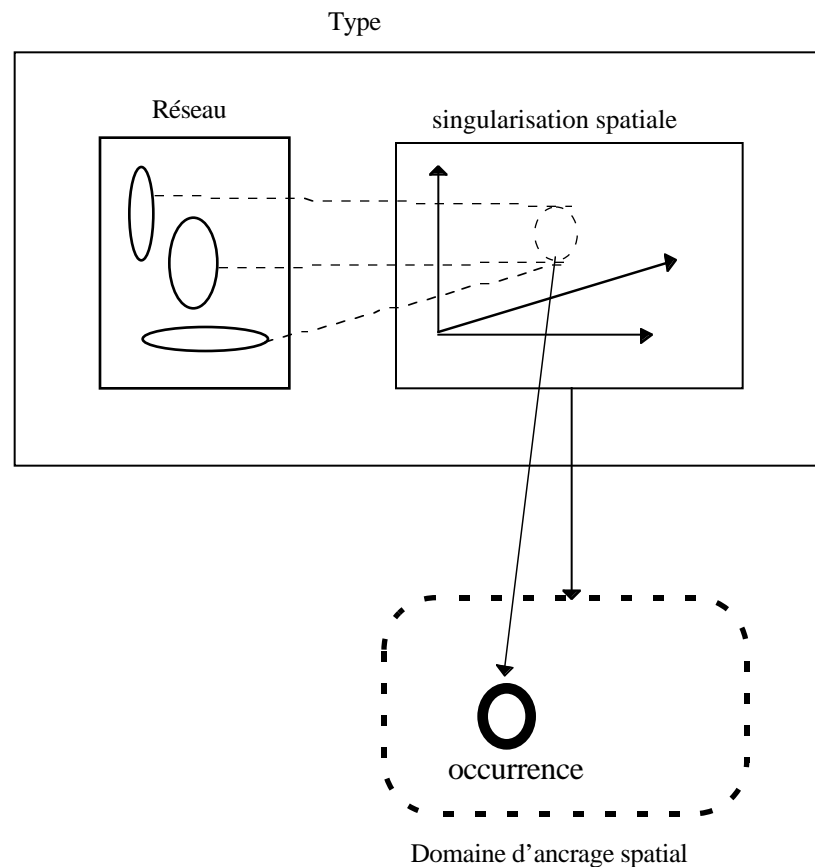 Type
Réseau
singularisation spatiale
occurrence
Domaine d'ancrage spatial